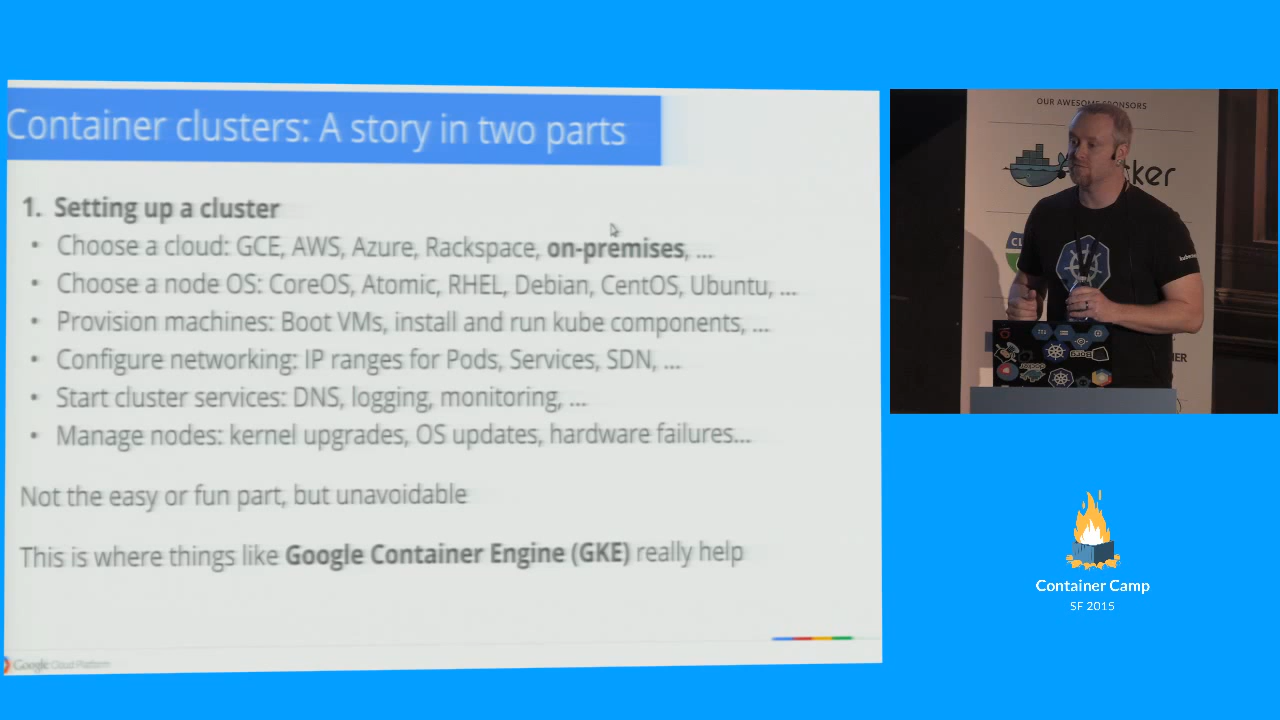 Container clusters: A story in two parts
1. Setting up a cluster
• Choose a cloud: GCE, AWS, Azure, Rackspace, on-premises, ...
• Choose a node OS: CoreOS, Atomic, RHEL, Debian, CentOS, Ubuntu, ...
• Provision machines: Boot VMs, install and run kube components, ...
• Configure networking: IP ranges for Pods, Services, SDN, ...
• Start cluster services: DNS, logging, monitoring, ...
• Manage nodes: kernel upgrades, OS updates, hardware failures...
Not the easy or fun part, but unavoidable
This is where things like Google Container Engine (GKE) really help
Google Cloud Platform
OUR AWESOME SPONSORS
Container Camp
SF 2015